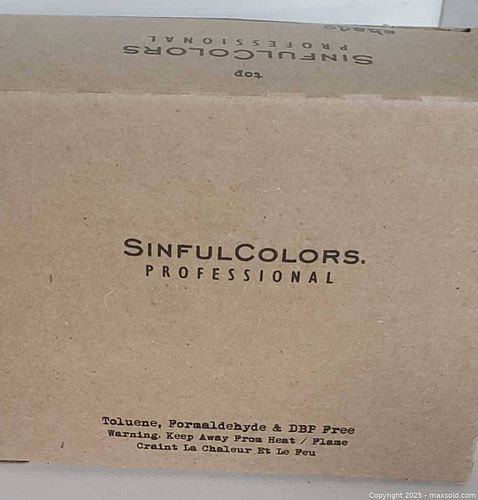 SINFULCOLORS
PROFESSIONAL
top
SINFULCOLORS.
PROFESSIONAL
Toluene, Formaldehyde & DBP Free
Warning: Keep Away From Heat / Flame
Craint La Chaleur Et Le Feu
Copyright 2025 - maxsold.com